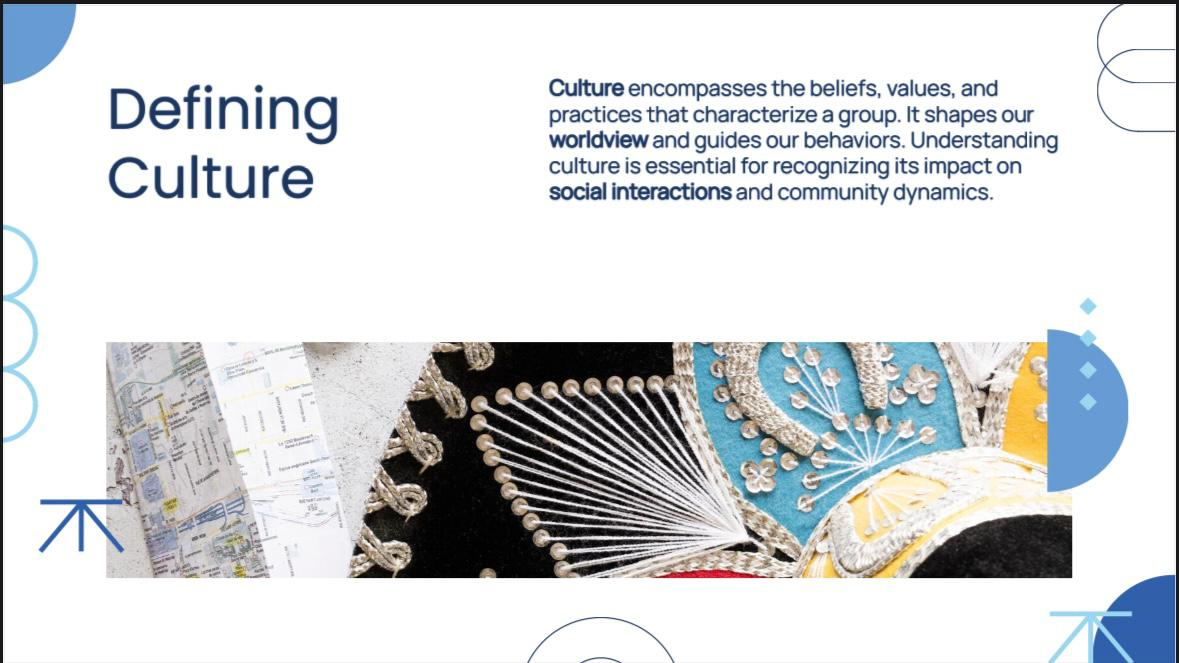 Defining
Culture
Culture encompasses the beliefs, values, and
practices that characterize a group. It shapes our
worldview and guides our behaviors. Understanding
culture is essential for recognizing its impact on
social interactions and community dynamics.